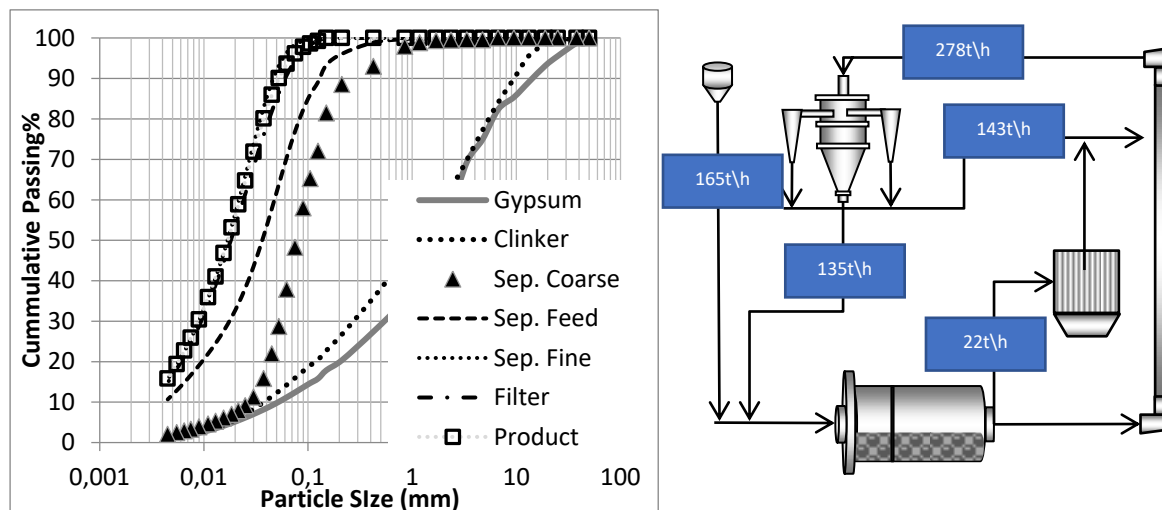 Cummulative Passing%
100
90
80
70
60
50
40
30
20
10
0
0,001
0,01
0,1
1
10
100
Particle SIze (mm)
Gypsum
Clinker
Sep. Coarse
Sep. Feed
Sep. Fine
Filter
Product
278t\h
143t\h
165t\h
135t\h
22t\h